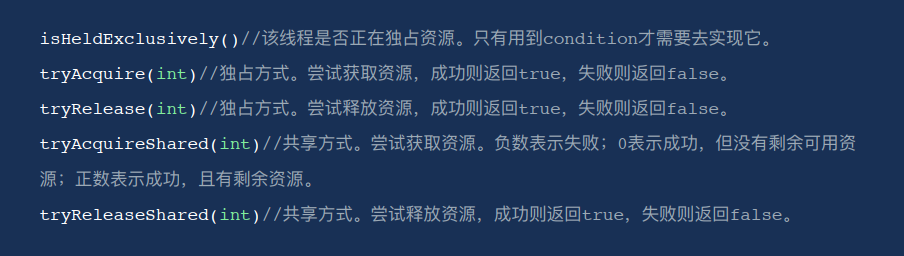 isHeldExclusively()//该线程是否正在独占资源。只有用到condition才需要去实现它。
tryAcquire(int)//独占方式。尝试获取资源，成功则返回true，失败则返回false。
tryRelease(int)//独占方式。尝试释放资源，成功则返回true，失败则返回false。
tryAcquireShared(int)//共享方式。尝试获取资源。负数表示失败；0表示成功，但没有剩余可用资
源；正数表示成功，且有剩余资源。
tryReleaseShared(int)//共享方式。尝试释放资源，成功则返回true，失败则返回false。